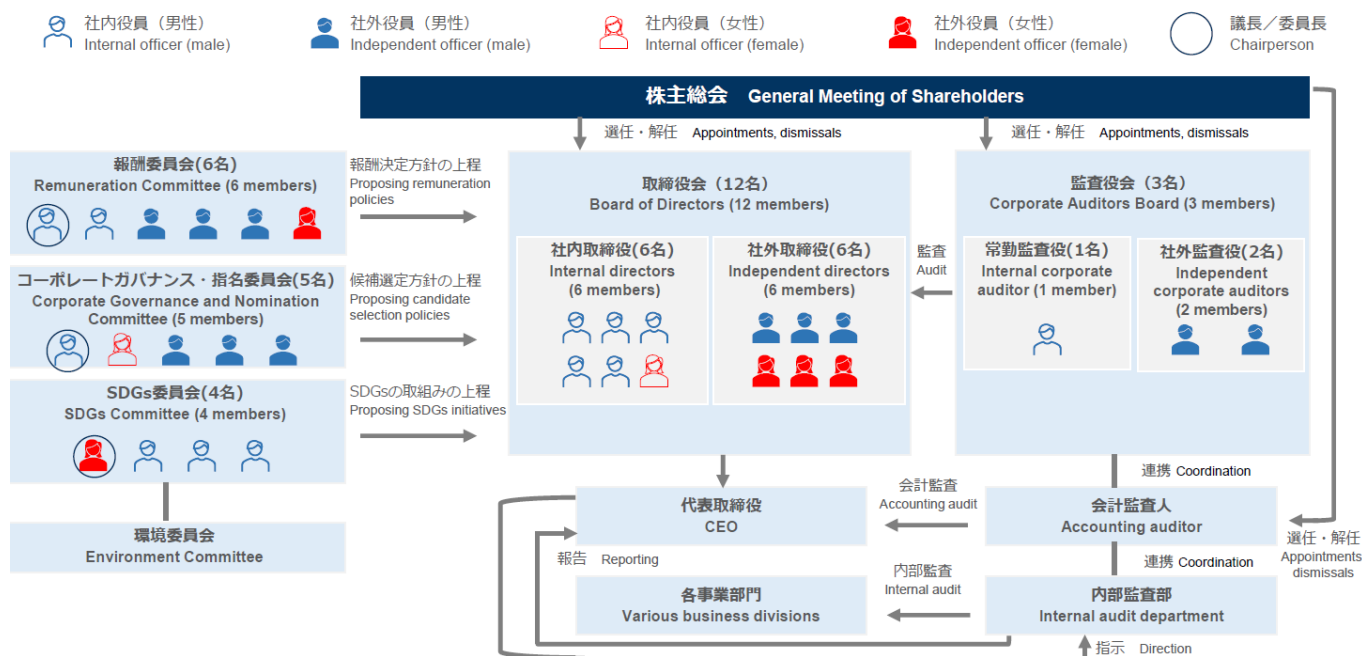 社内役員（男性）
Internal officer (male)
社外役員（男性）
Independent officer (male)
社内役員（女性）
Internal officer (female)
社外役員（女性）
Independent officer (female)
議長／委員長
Chairperson
株主総会 General Meeting of Shareholders
選任・解任 Appointments, dismissals
選任・解任 Appointments, dismissals
報酬委員会(6名)
Remuneration Committee (6 members)
報酬決定方針の上程
Proposing remuneration
policies
コーポレートガバナンス・指名委員会(5名)
Corporate Governance and Nomination
Committee (5 members)
候補選定方針の上程
Proposing candidate
selection policies
SDGs委員会(4名)
SDGs Committee (4 members)
SDGsの取組みの上程
Proposing SDGs initiatives
環境委員会
Environment Committee
取締役会（12名）
Board of Directors (12 members)
社内取締役(6名)
Internal directors
(6 members)
社外取締役(6名)
Independent directors
(6 members)
監査
Audit
監査役会（3名）
Corporate Auditors Board (3 members)
常勤監査役(1名)
Internal corporate
auditor (1 member)
社外監査役(2名)
Independent
corporate auditors
(2 members)
連携 Coordination
代表取締役
CEO
会計監査
Accounting audit
会計監査人
Accounting auditor
選任・解任
Appointments
dismissals
報告 Reporting
連携 Coordination
各事業部門
Various business divisions
内部監査
Internal audit
内部監査部
Internal audit department
指示 Direction